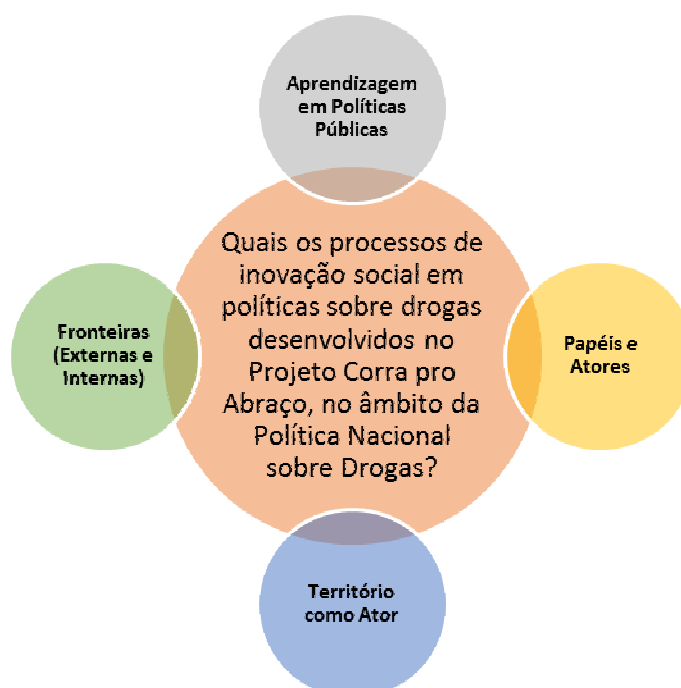 Aprendizagem
em Políticas
Públicas
Quais os processos de
inovação social em
políticas sobre drogas
desenvolvidos no
Projeto Corra pro
Abraço, no âmbito da
Política Nacional
sobre Drogas?
Fronteiras
(Externas e
Internas)
Papéis e
Atores
Território
como Ator